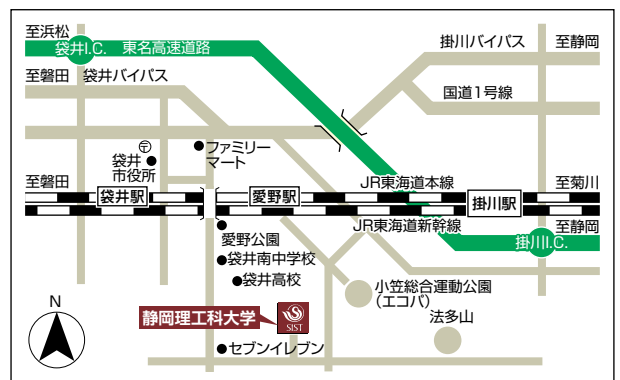 至浜松
袋井I.C.
東名高速道路
掛川バイパス
至静岡
至磐田
袋井バイパス
国道1号線
〒
ファミリー
マート
袋井
市役所
至磐田
袋井駅
愛野駅
JR東海道本線
掛川駅
至菊川
JR東海道新幹線
至静岡
掛川I.C.
愛野公園
袋井南中学校
袋井高校
小笠総合運動公園
（エコパ）
法多山
N
静岡理工科大学
SIST
セブンイレブン